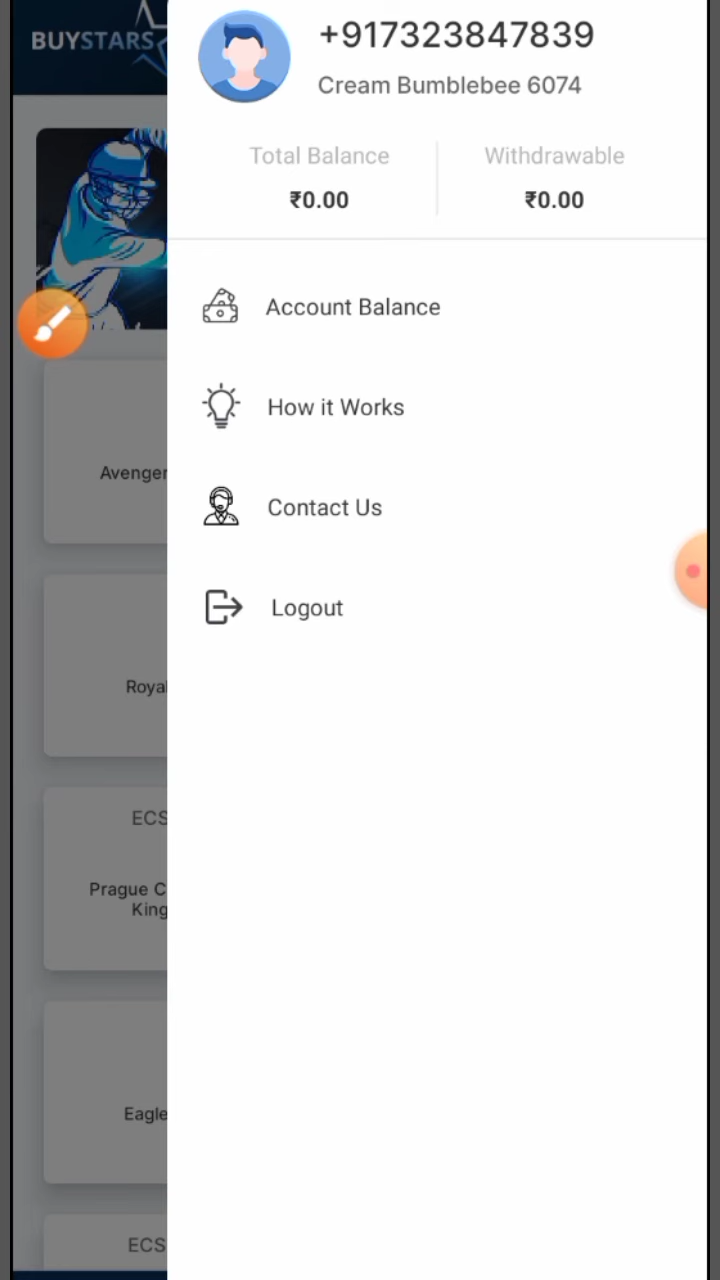 BUYSTARS
+917323847839
Cream Bumblebee 6074
Total Balance
Withdrawable
₹0.00
₹0.00
Account Balance
How it Works
Contact Us
Logout
Avenger
Royal
ECS
Prague C
King
Eagle
ECS